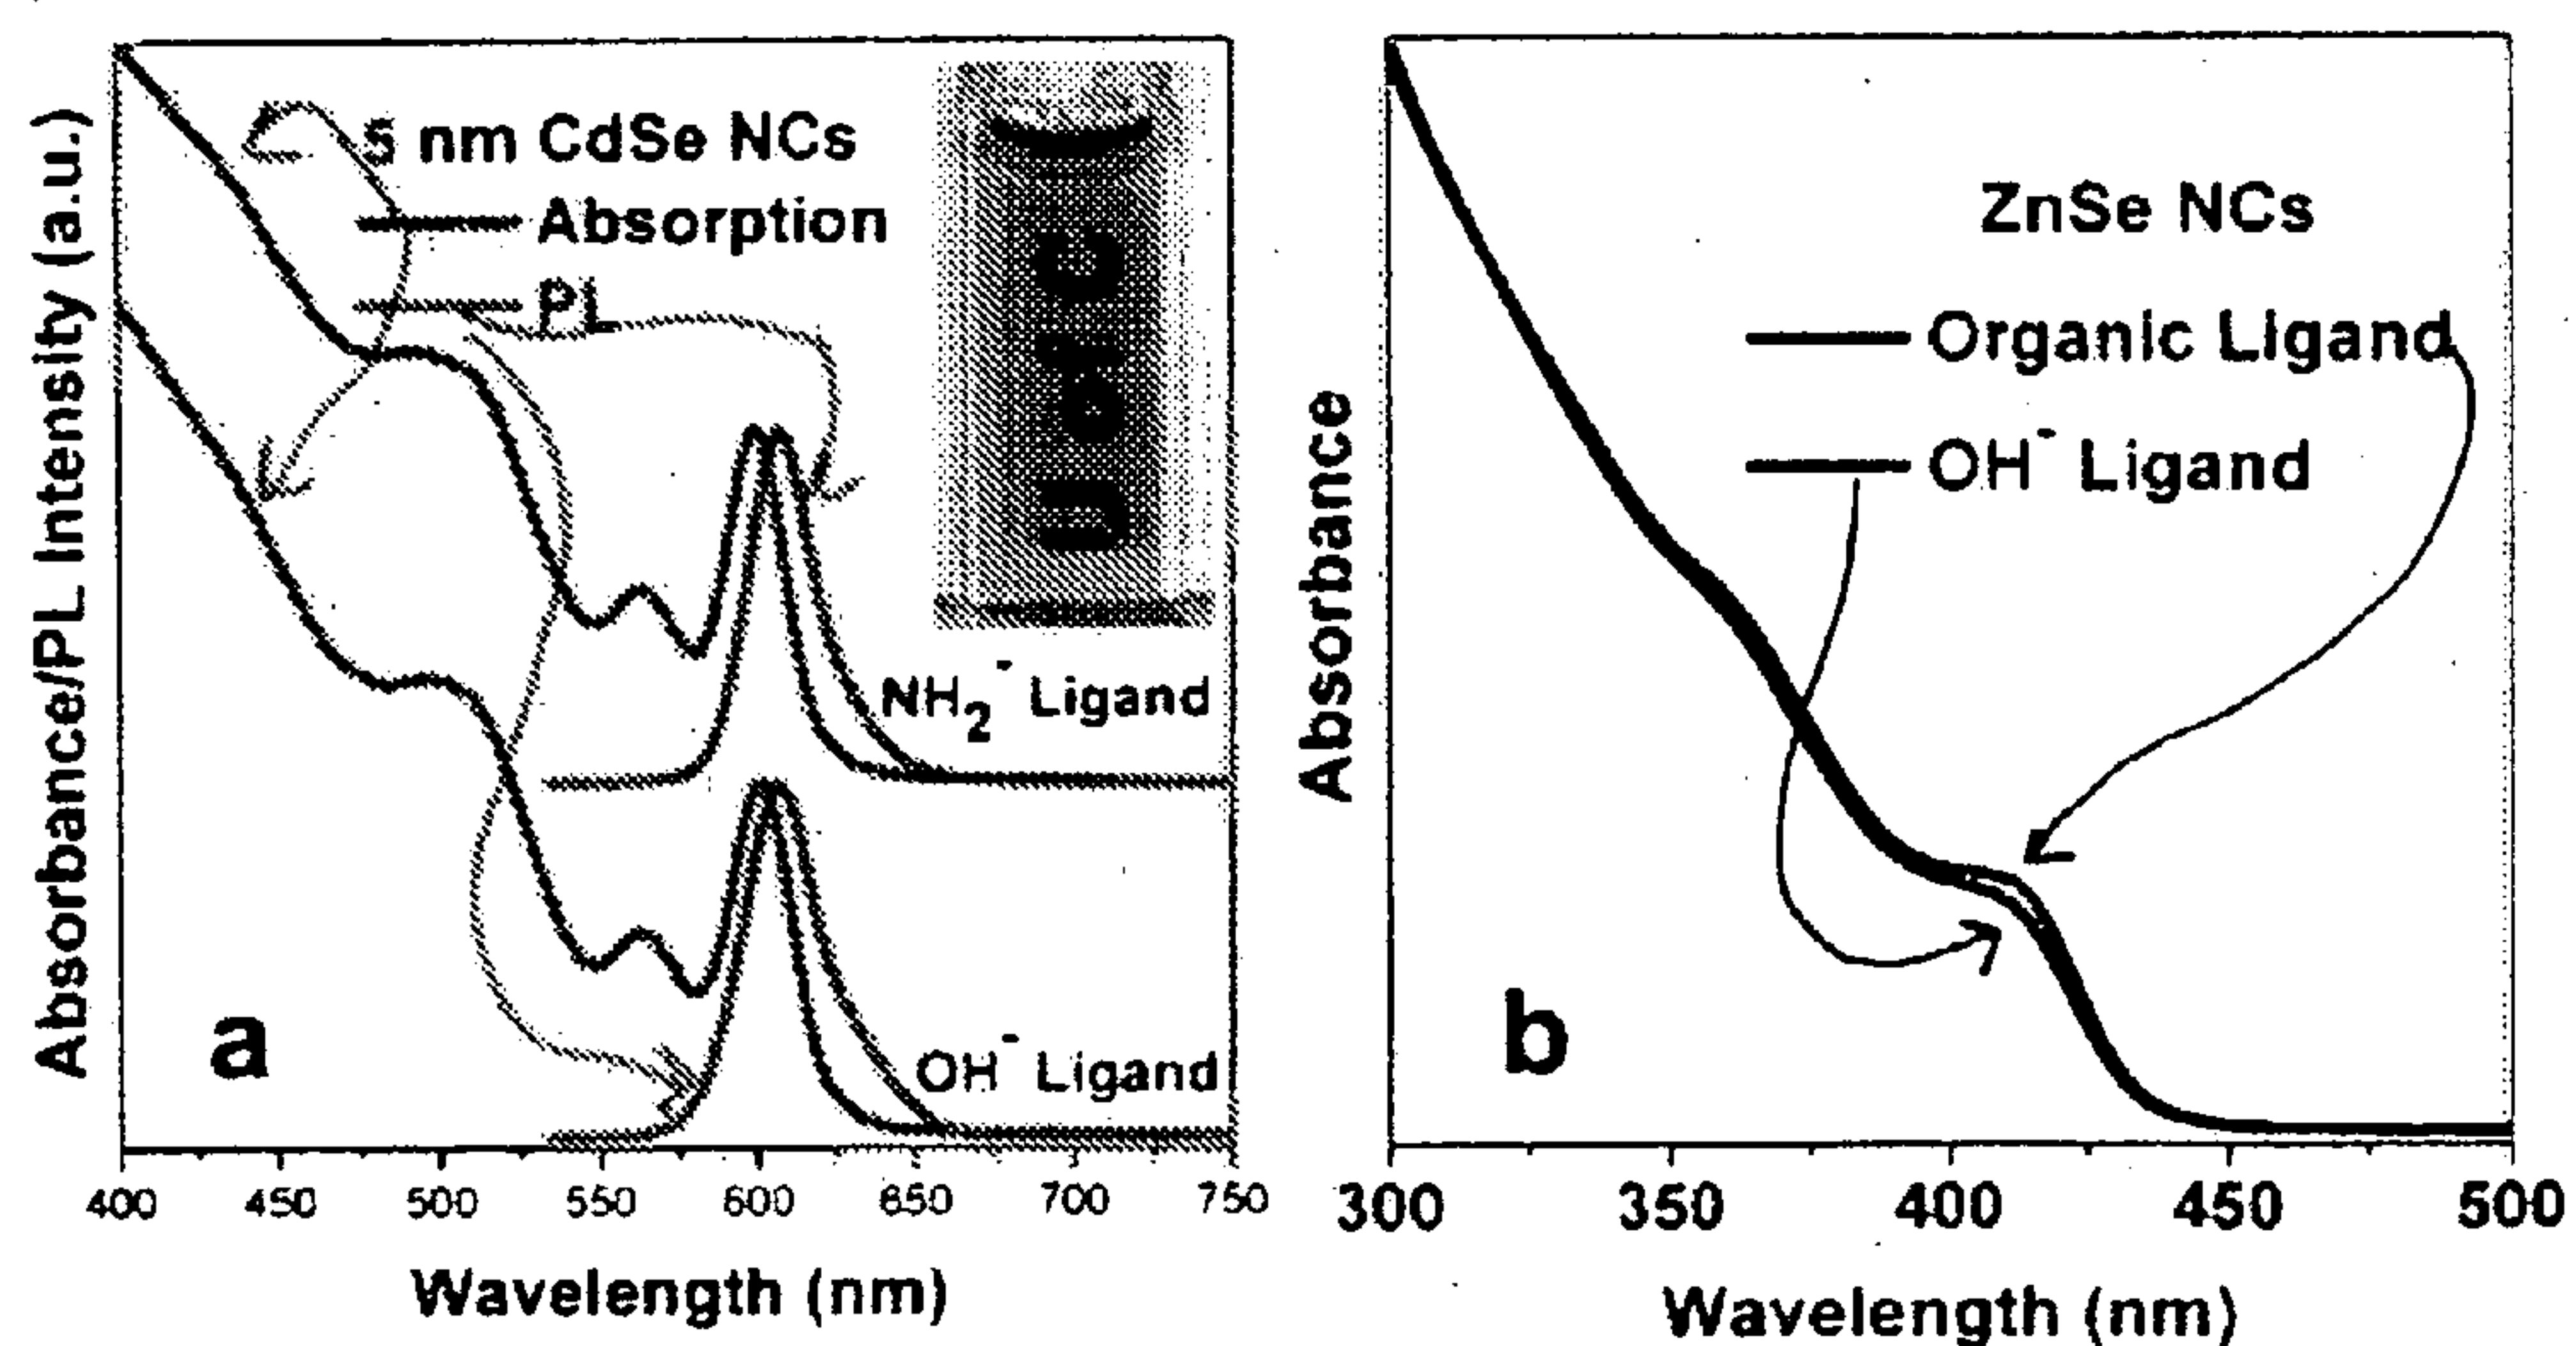 Absorbance/PL Intensity (a.u.)
5 nm CdSe NCs
Absorption
PL
U of C
NH2- Ligand
OH- Ligand
a
400 450 500 550 600 650 700 750
Wavelength (nm)
Absorbance
ZnSe NCs
Organic Ligand
OH- Ligand
b
300 350 400 450 500
Wavelength (nm)